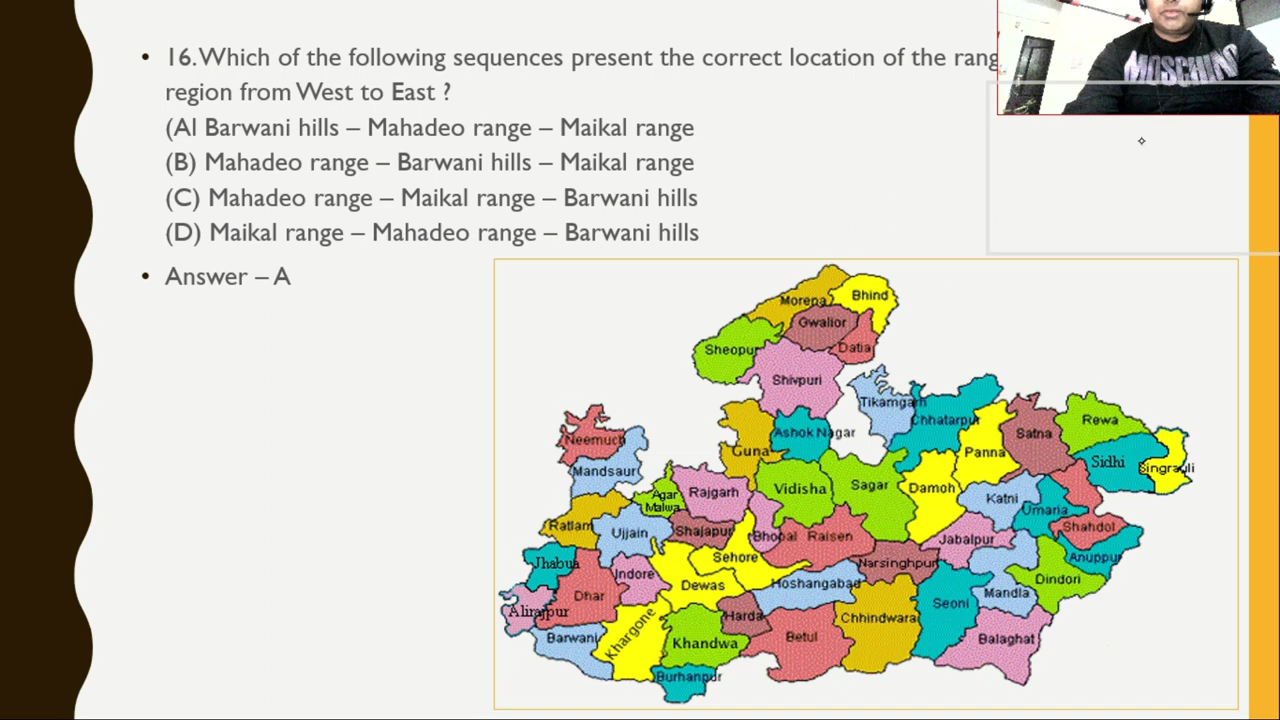 • 16. Which of the following sequences present the correct location of the rang
region from West to East ?
(Al Barwani hills – Mahadeo range – Maikal range
(B) Mahadeo range – Barwani hills – Maikal range
(C) Mahadeo range – Maikal range – Barwani hills
(D) Maikal range – Mahadeo range – Barwani hills
• Answer – A
MOSCHINO
Morena
Bhind
Gwalior
Sheopur
Datia
Shivpuri
Tikamgarh
Chhatarpur
Neemuch
Ashok Nagar
Guna
Panna
Satna
Rewa
Mandsaur
Sidhi
Singrauli
Agar
Malwa
Rajgarh
Vidisha
Sagar
Damoh
Katni
Umaria
Ratlam
Ujjain
Shajapur
Bhopal
Raisen
Jabalpur
Shahdol
Jhabua
Indore
Sehore
Narsinghpur
Anuppur
Dhar
Dewas
Hoshangabad
Dindori
Mandla
Alirajpur
Seoni
Harda
Chhindwara
Barwani
Khargone
Khandwa
Betul
Balaghat
Burhanpur